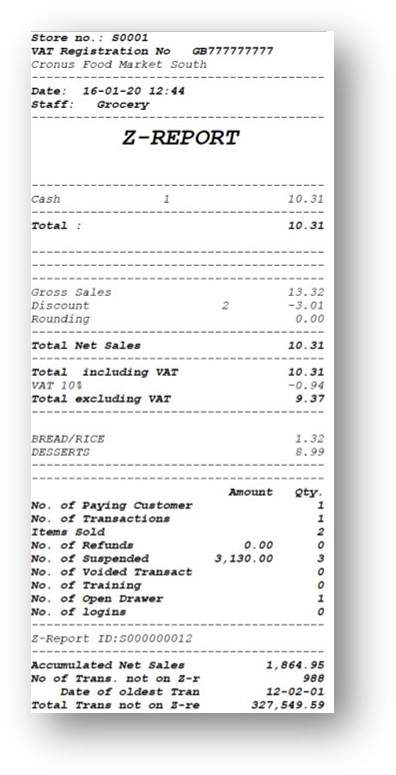 Store no.: S0001
VAT Registration No GB777777777
Cronus Food Market South
Date: 16-01-20 12:44
Staff: Grocery
Z-REPORT
Cash 1 10.31
Total : 10.31
Gross Sales 13.32
Discount 2 -3.01
Rounding 0.00
Total Net Sales 10.31
Total including VAT 10.31
VAT 10% -0.94
Total excluding VAT 9.37
BREAD/RICE 1.32
DESSERTS 8.99
Amount Qty.
No. of Paying Customer 1
No. of Transactions 1
Items Sold 2
No. of Refunds 0.00 0
No. of Suspended 3,130.00 3
No. of Voided Transact 0
No. of Training 0
No. of Open Drawer 1
No. of logins 0
Z-Report ID:S000000012
Accumulated Net Sales 1,864.95
No of Trans. not on Z-r 988
Date of oldest Tran 12-02-01
Total Trans not on Z-re 327,549.59